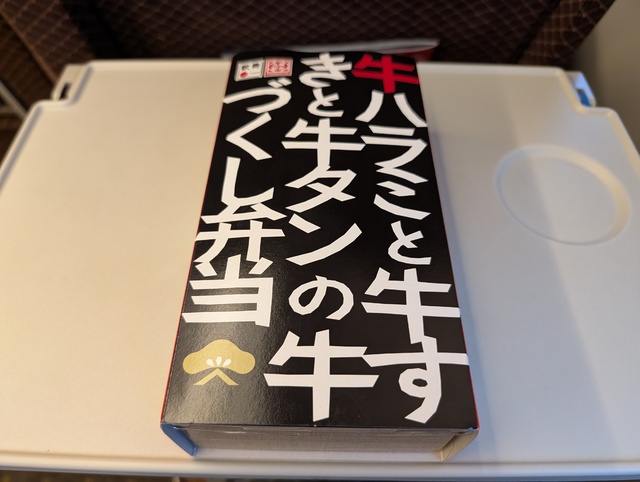 牛ハラミと牛す
きと牛タンの牛
づくし弁当